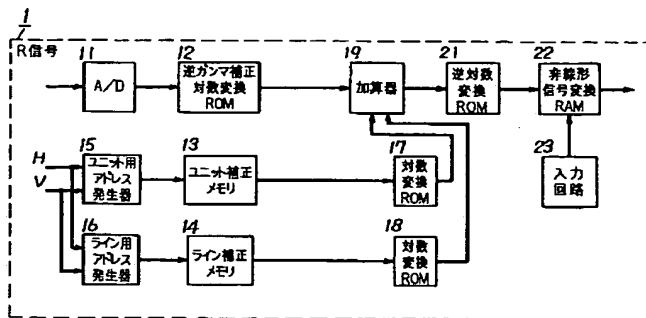 1
R信号
11
A/D
12
逆ガンマ補正
対数変換
ROM
19
加算器
21
逆対数
変換
ROM
22
非線形
信号変換
RAM
H
V
15
ユニット用
アドレス
発生器
13
ユニット補正
メモリ
17
対数
変換
ROM
23
入力
回路
16
ライン用
アドレス
発生器
14
ライン補正
メモリ
18
対数
変換
ROM